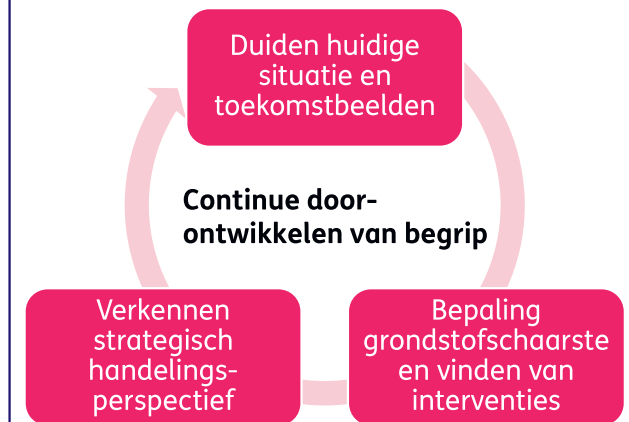 Duiden huidige
situatie en
toekomstbeelden
Continue door-
ontwikkelen van begrip
Verkennen
strategisch
handelings-
perspectief
Bepaling
grondstofschaarste
en vinden van
interventies